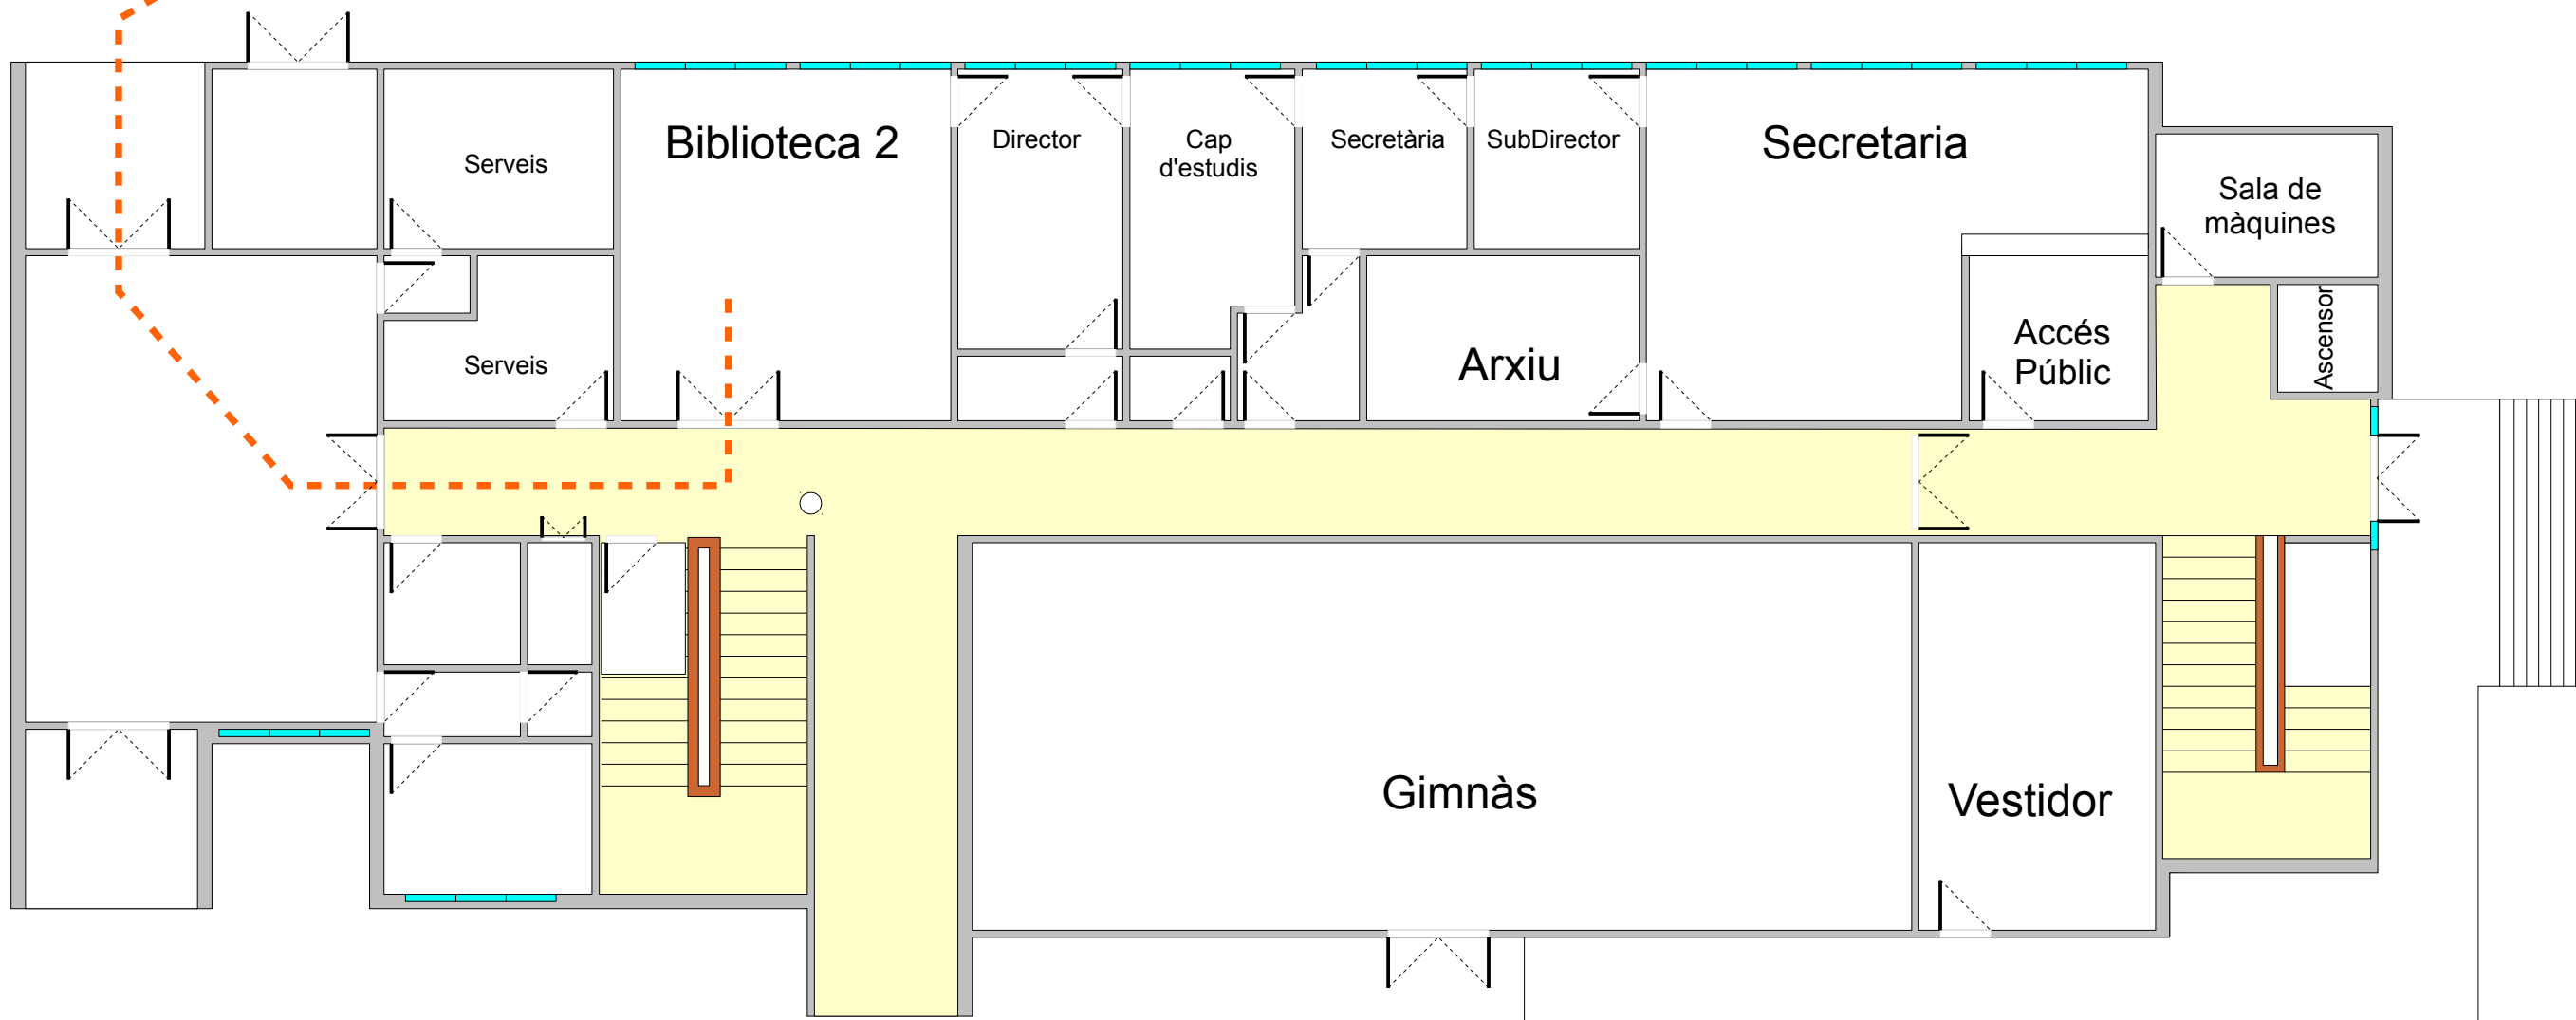 Biblioteca 2
Serveis
Director
Cap
d'estudis
Secretària
SubDirector
Secretaria
Sala de
màquines
Serveis
Arxiu
Accés
Públic
Ascensor
Gimnàs
Vestidor